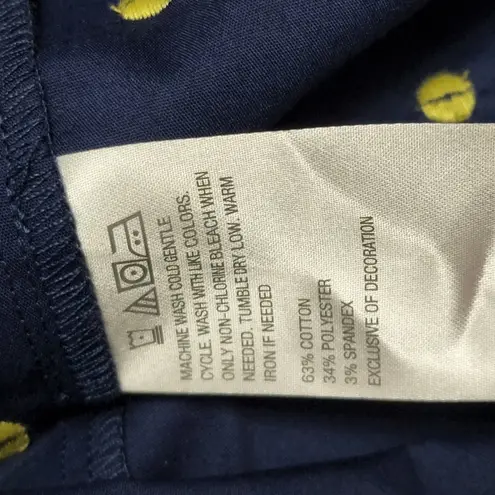 MACHINE WASH COLD GENTLE
CYCLE. WASH WITH LIKE COLORS.
ONLY NON-CHLORINE BLEACH WHEN
NEEDED. TUMBLE DRY LOW. WARM
IRON IF NEEDED
63% COTTON
34% POLYESTER
3% SPANDEX
EXCLUSIVE OF DECORATION